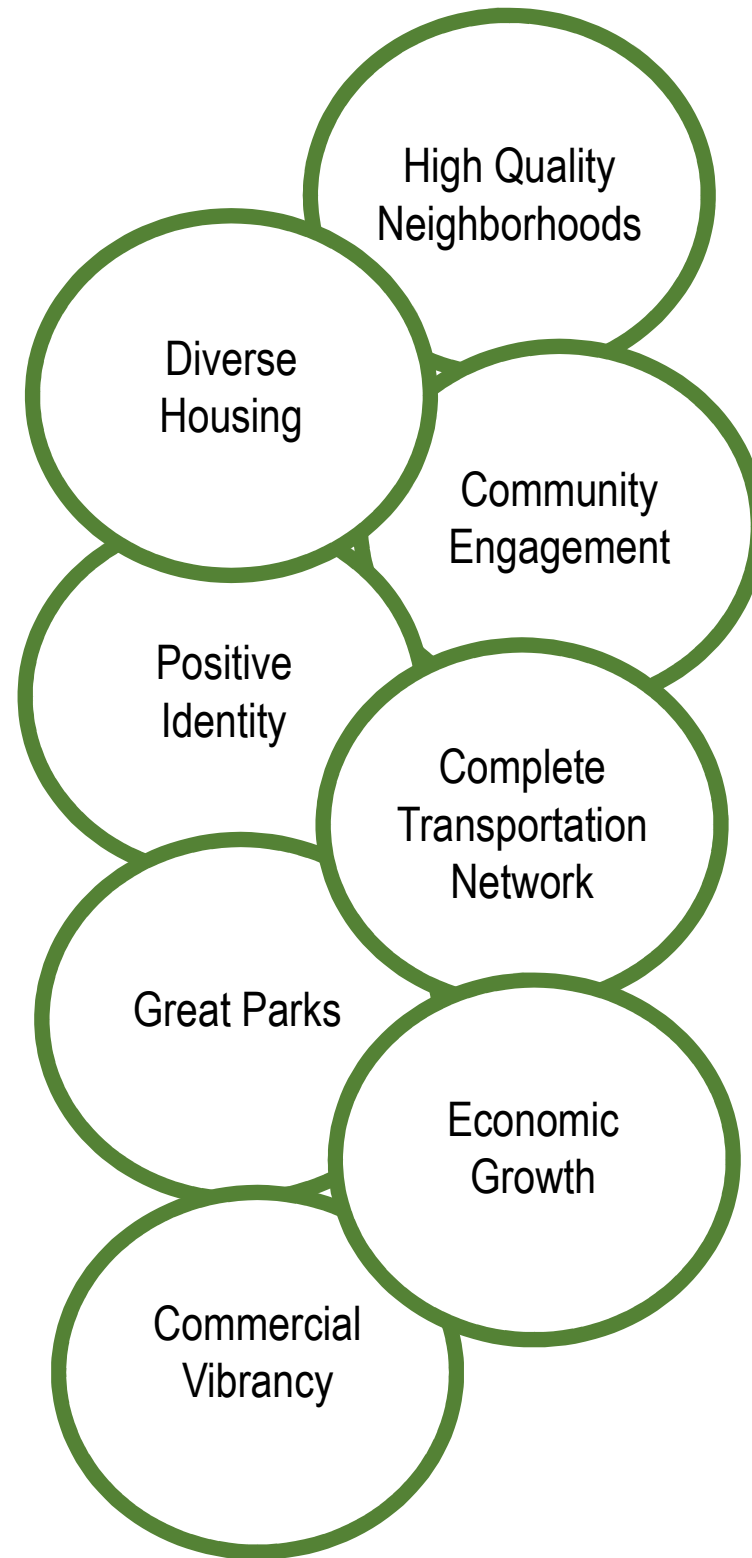 High Quality
Neighborhoods
Diverse
Housing
Community
Engagement
Positive
Identity
Complete
Transportation
Network
Great Parks
Economic
Growth
Commercial
Vibrancy